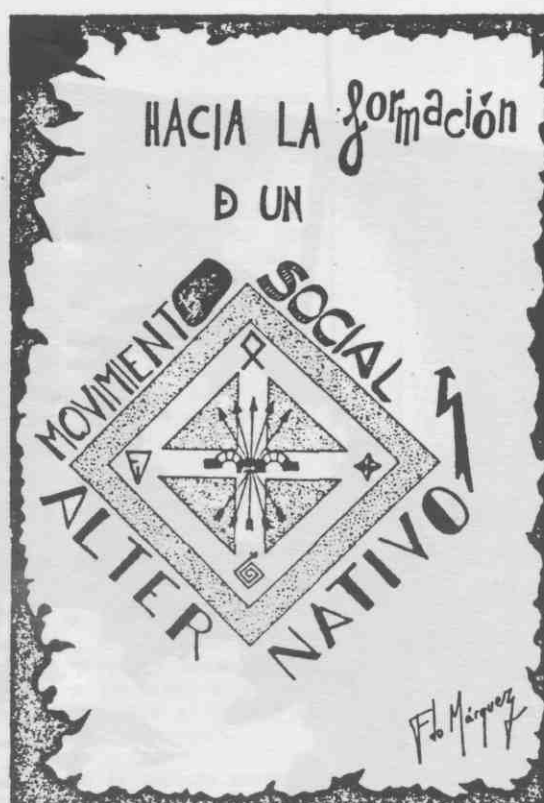 HACIA LA formación
Đ UN
MOVIMIENTO SOCIAL
ALTER NATIVO
Fdo Márquez